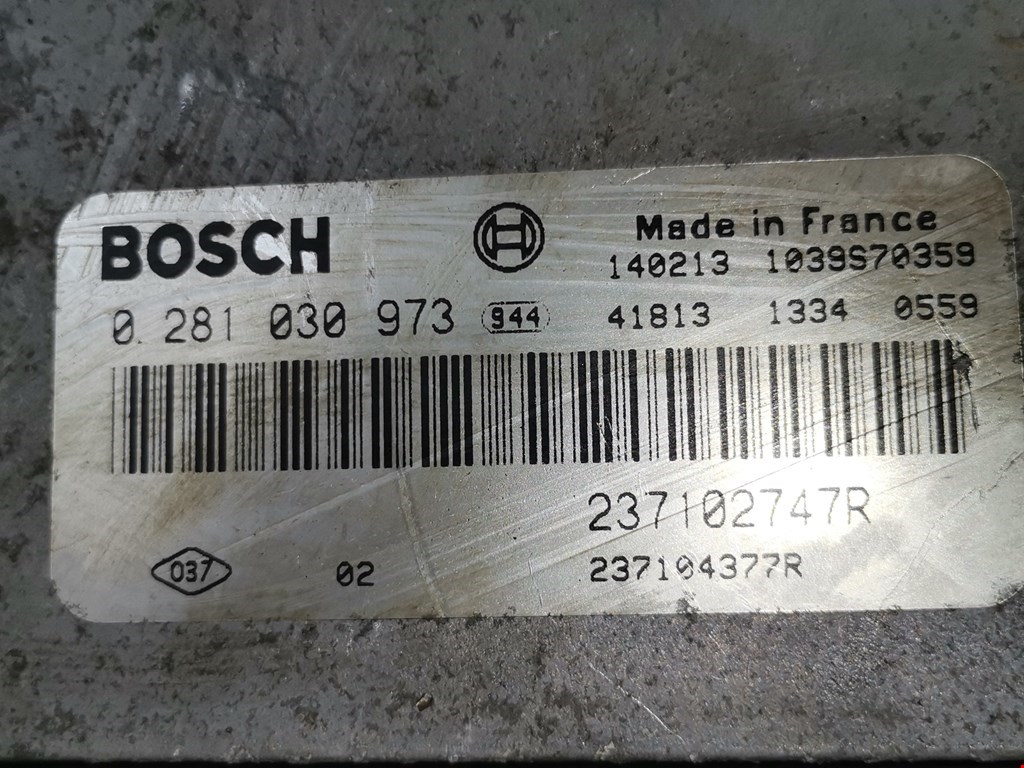 BOSCH
Made in France
140213 1039S70359
0 281 030 973 944 41813 1334 0559
237102747R
037 02 237104377R